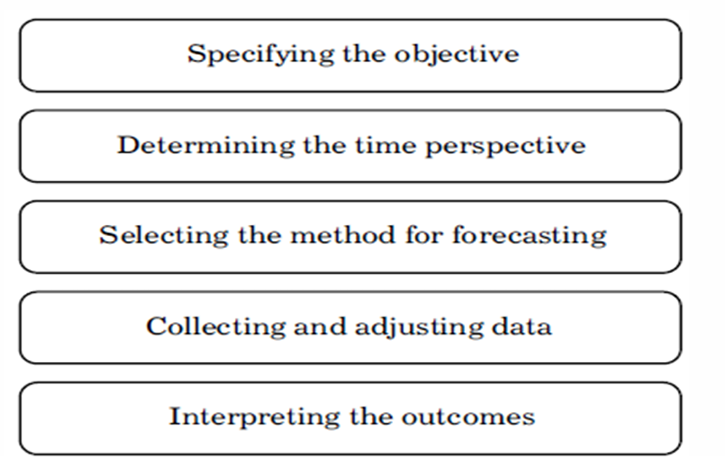 Specifying the objective
Determining the time perspective
Selecting the method for forecasting
Collecting and adjusting data
Interpreting the outcomes